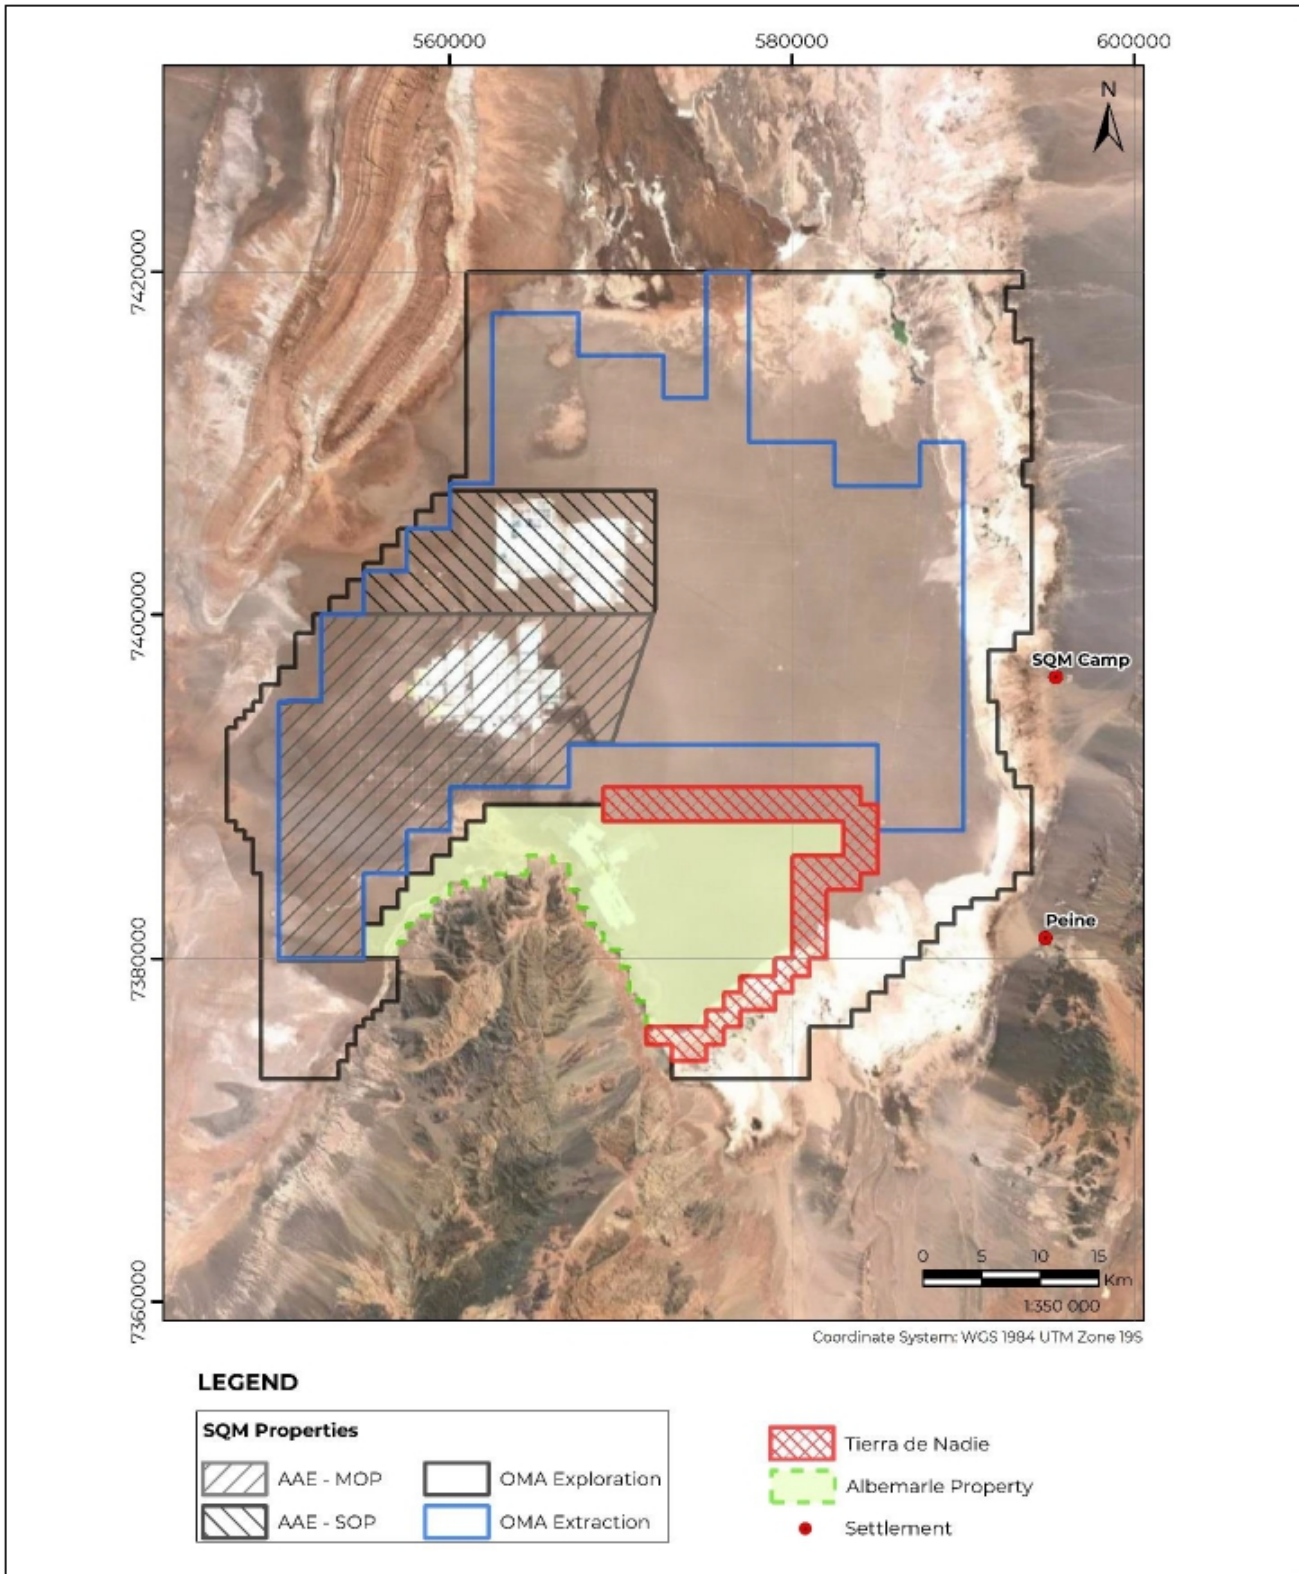 560000
580000
600000
N
7420000
7400000
SQM Camp
Peine
7380000
0 5 10 15
Km
1:350 000
7360000
Coordinate System: WGS 1984 UTM Zone 19S
LEGEND
SQM Properties
AAE - MOP
OMA Exploration
AAE - SOP
OMA Extraction
Tierra de Nadie
Albemarle Property
Settlement